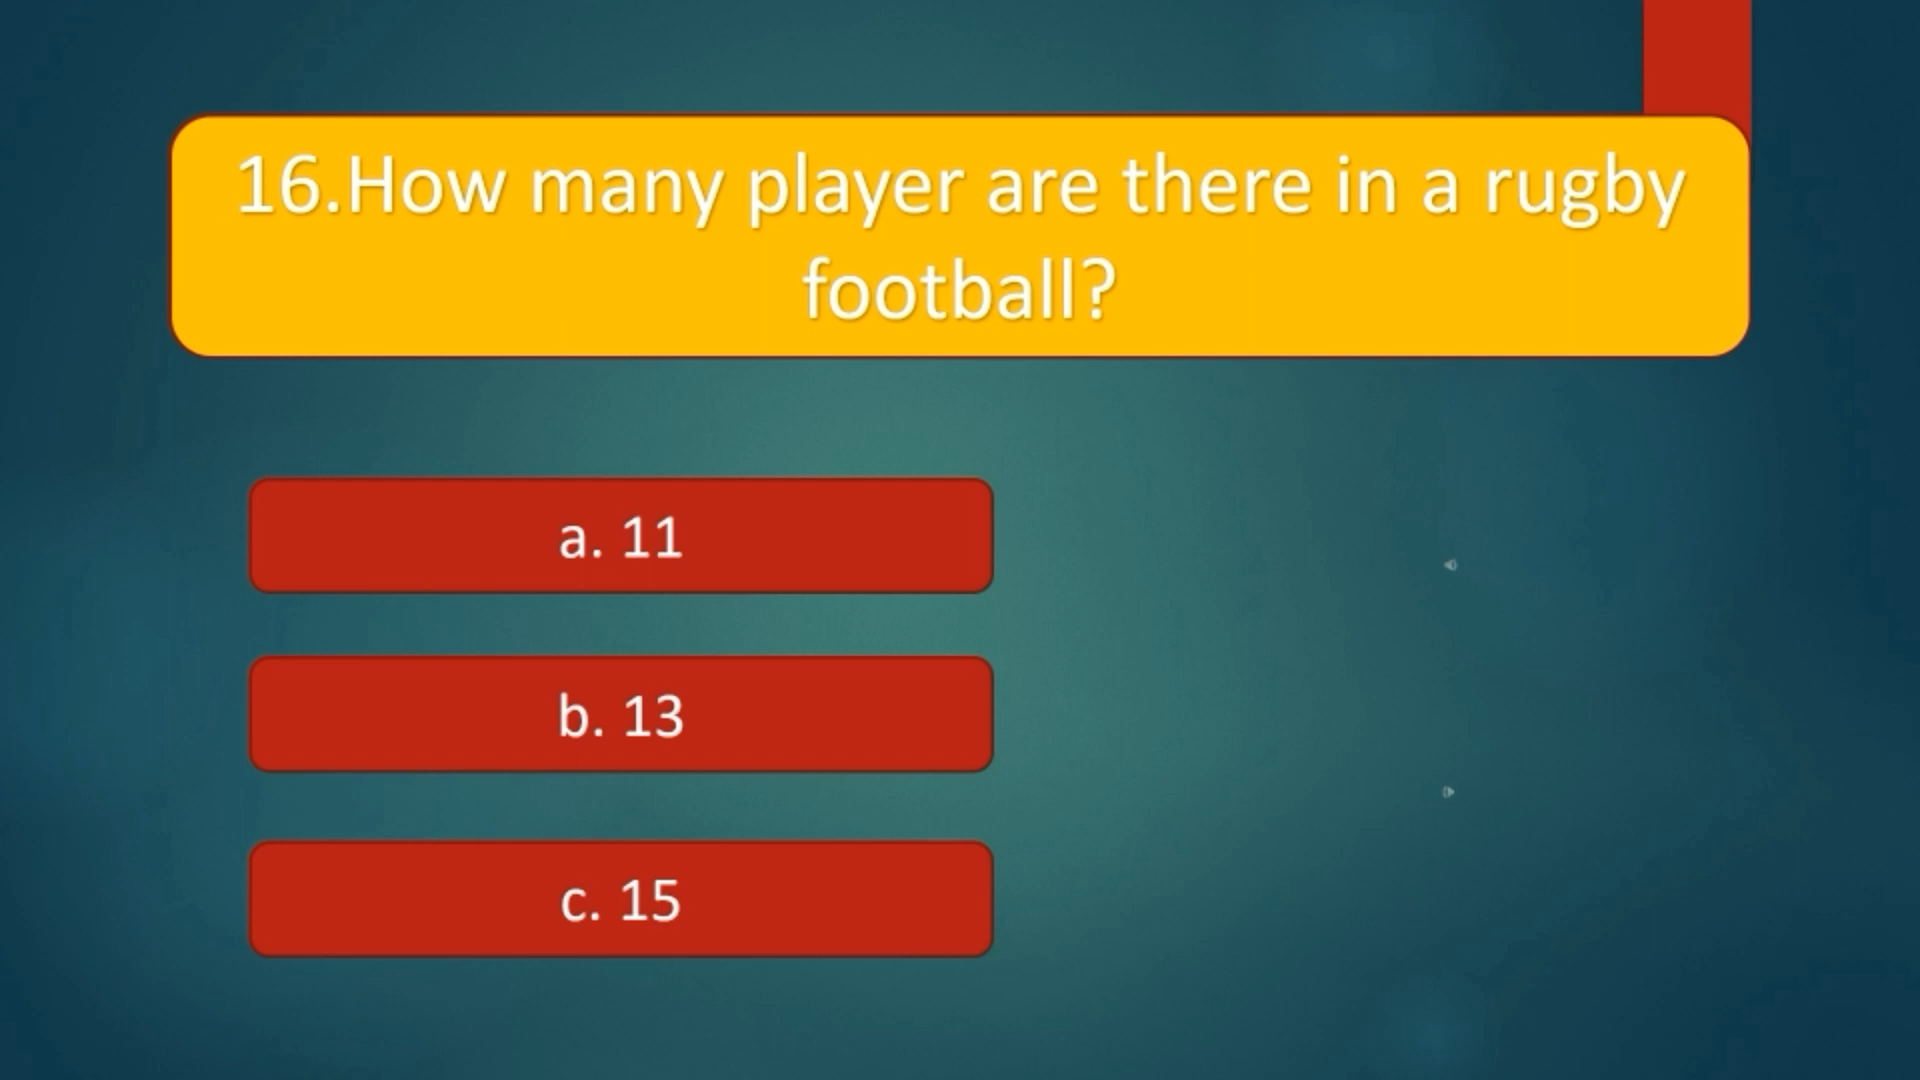 16.How many player are there in a rugby
football?
a. 11
b. 13
c. 15